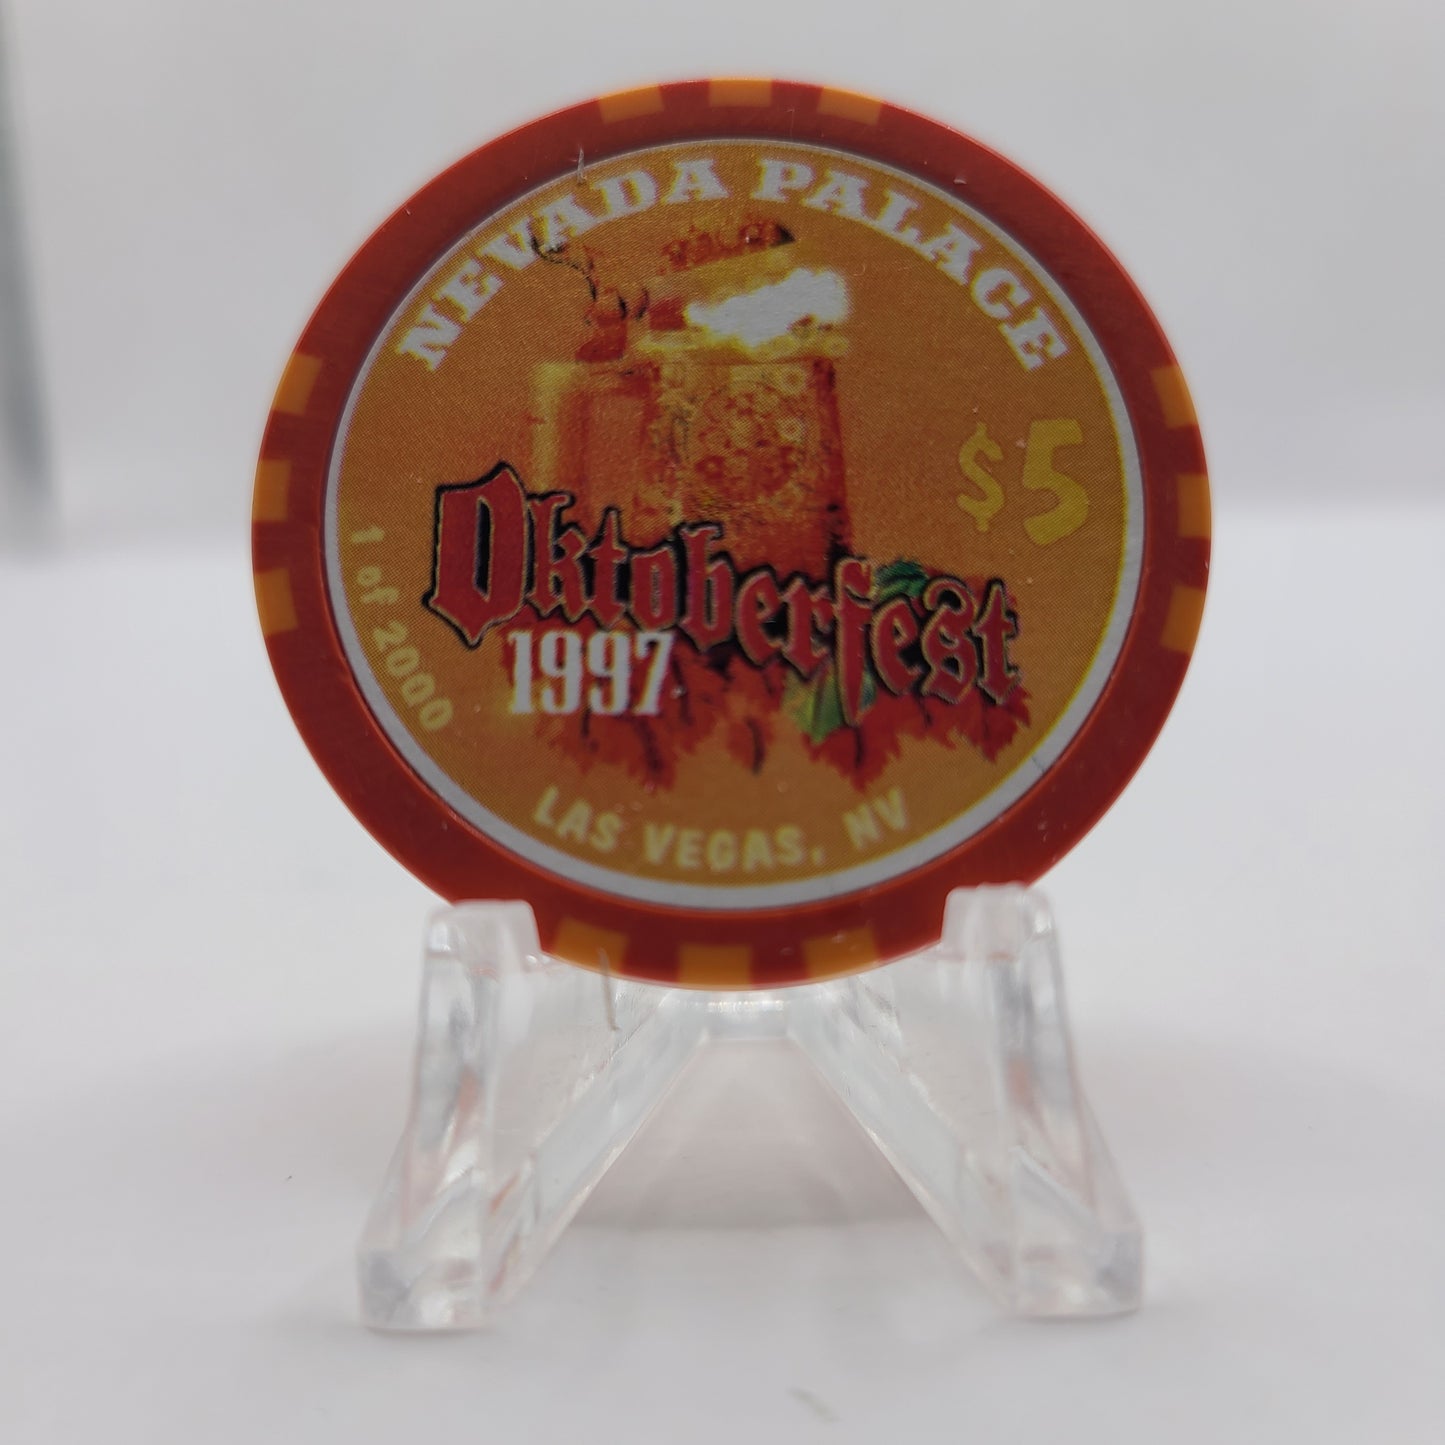 NEVADA PALACE
$5
Oktoberfest
1997
1 of 2000
LAS VEGAS, NV